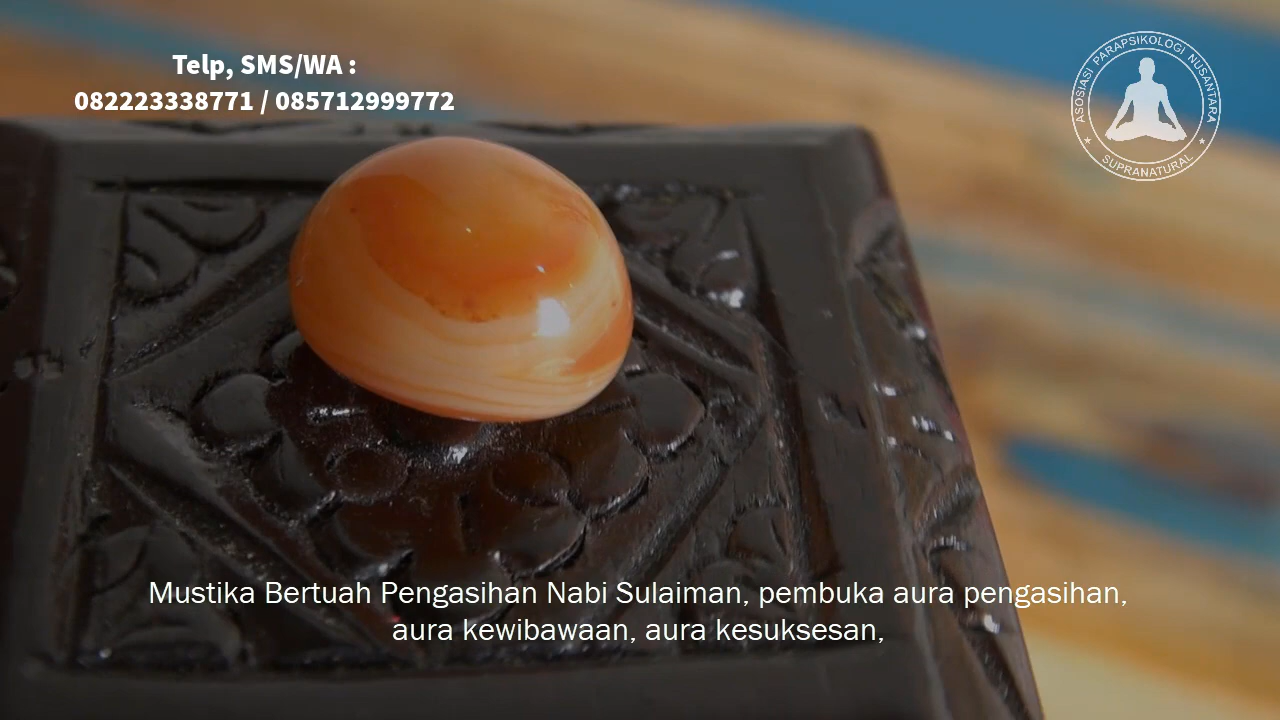 Telp, SMS/WA :
082223338771 / 085712999772
ASOSIASI PARAPSIKOLOGI NUSANTARA
SUPRANATURAL
Mustika Bertuah Pengasihan Nabi Sulaiman, pembuka aura pengasihan,
aura kewibawaan, aura kesuksesan,